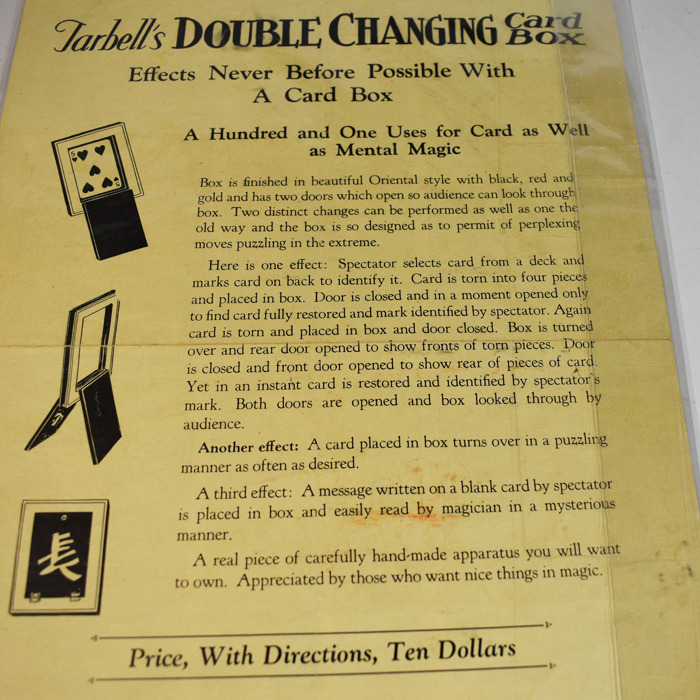 Tarbell's DOUBLE CHANGING Card Box
Effects Never Before Possible With
A Card Box
A Hundred and One Uses for Card as Well
as Mental Magic
Box is finished in beautiful Oriental style with black, red and
gold and has two doors which open so audience can look through
box. Two distinct changes can be performed as well as one the
old way and the box is so designed as to permit of perplexing
moves puzzling in the extreme.
Here is one effect: Spectator selects card from a deck and
marks card on back to identify it. Card is torn into four pieces
and placed in box. Door is closed and in a moment opened only
to find card fully restored and mark identified by spectator. Again
card is torn and placed in box and door closed. Box is turned
over and rear door opened to show fronts of torn pieces. Door
is closed and front door opened to show rear of pieces of card.
Yet in an instant card is restored and identified by spectator's
mark. Both doors are opened and box looked through by
audience.
Another effect: A card placed in box turns over in a puzzling
manner as often as desired.
A third effect: A message written on a blank card by spectator
is placed in box and easily read by magician in a mysterious
manner.
長
A real piece of carefully hand-made apparatus you will want
to own. Appreciated by those who want nice things in magic.
Price, With Directions, Ten Dollars